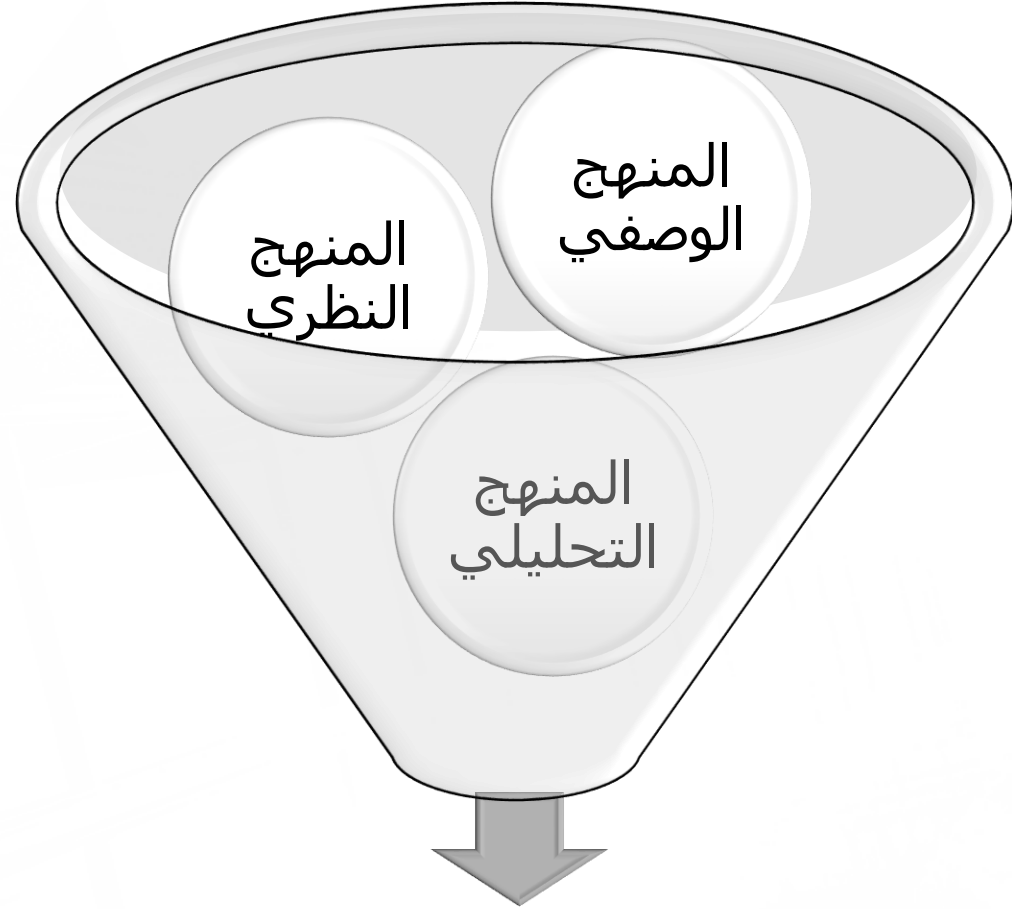 المنهج
الوصفي
المنهج
النظري
المنهج
التحليلي